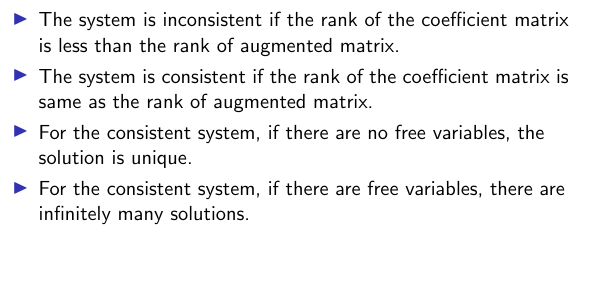 ▶ The system is inconsistent if the rank of the coefficient matrix
is less than the rank of augmented matrix.
▶ The system is consistent if the rank of the coefficient matrix is
same as the rank of augmented matrix.
▶ For the consistent system, if there are no free variables, the
solution is unique.
▶ For the consistent system, if there are free variables, there are
infinitely many solutions.